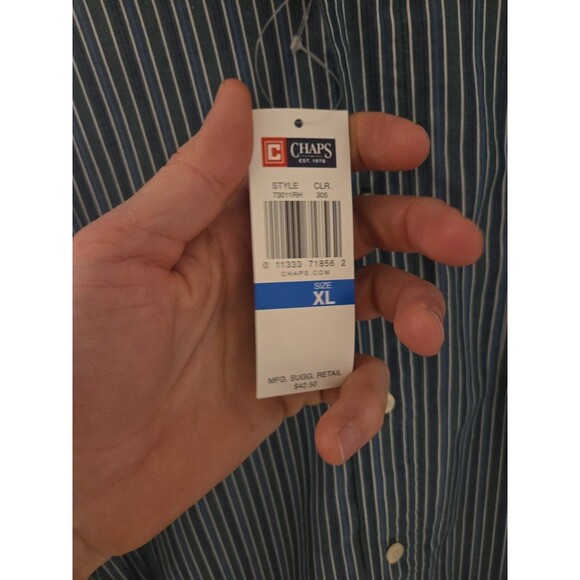 C CHAPS
EST. 1978
STYLE CLR.
73011RH 305
0 11333 71856 2
CHAPS.COM
SIZE
XL
MFG. SUGG. RETAIL
$42.50